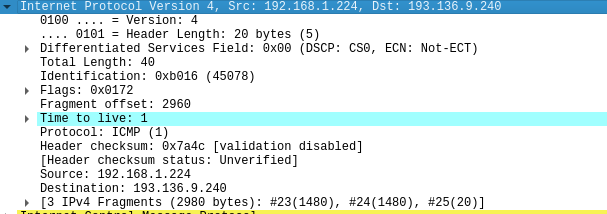 Internet Protocol Version 4, Src: 192.168.1.224, Dst: 193.136.9.240
0100 .... = Version: 4
.... 0101 = Header Length: 20 bytes (5)
Differentiated Services Field: 0x00 (DSCP: CS0, ECN: Not-ECT)
Total Length: 40
Identification: 0xb016 (45078)
Flags: 0x0172
Fragment offset: 2960
Time to live: 1
Protocol: ICMP (1)
Header checksum: 0x7a4c [validation disabled]
[Header checksum status: Unverified]
Source: 192.168.1.224
Destination: 193.136.9.240
[3 IPv4 Fragments (2980 bytes): #23(1480), #24(1480), #25(20)]
Internet Control Message Protocol